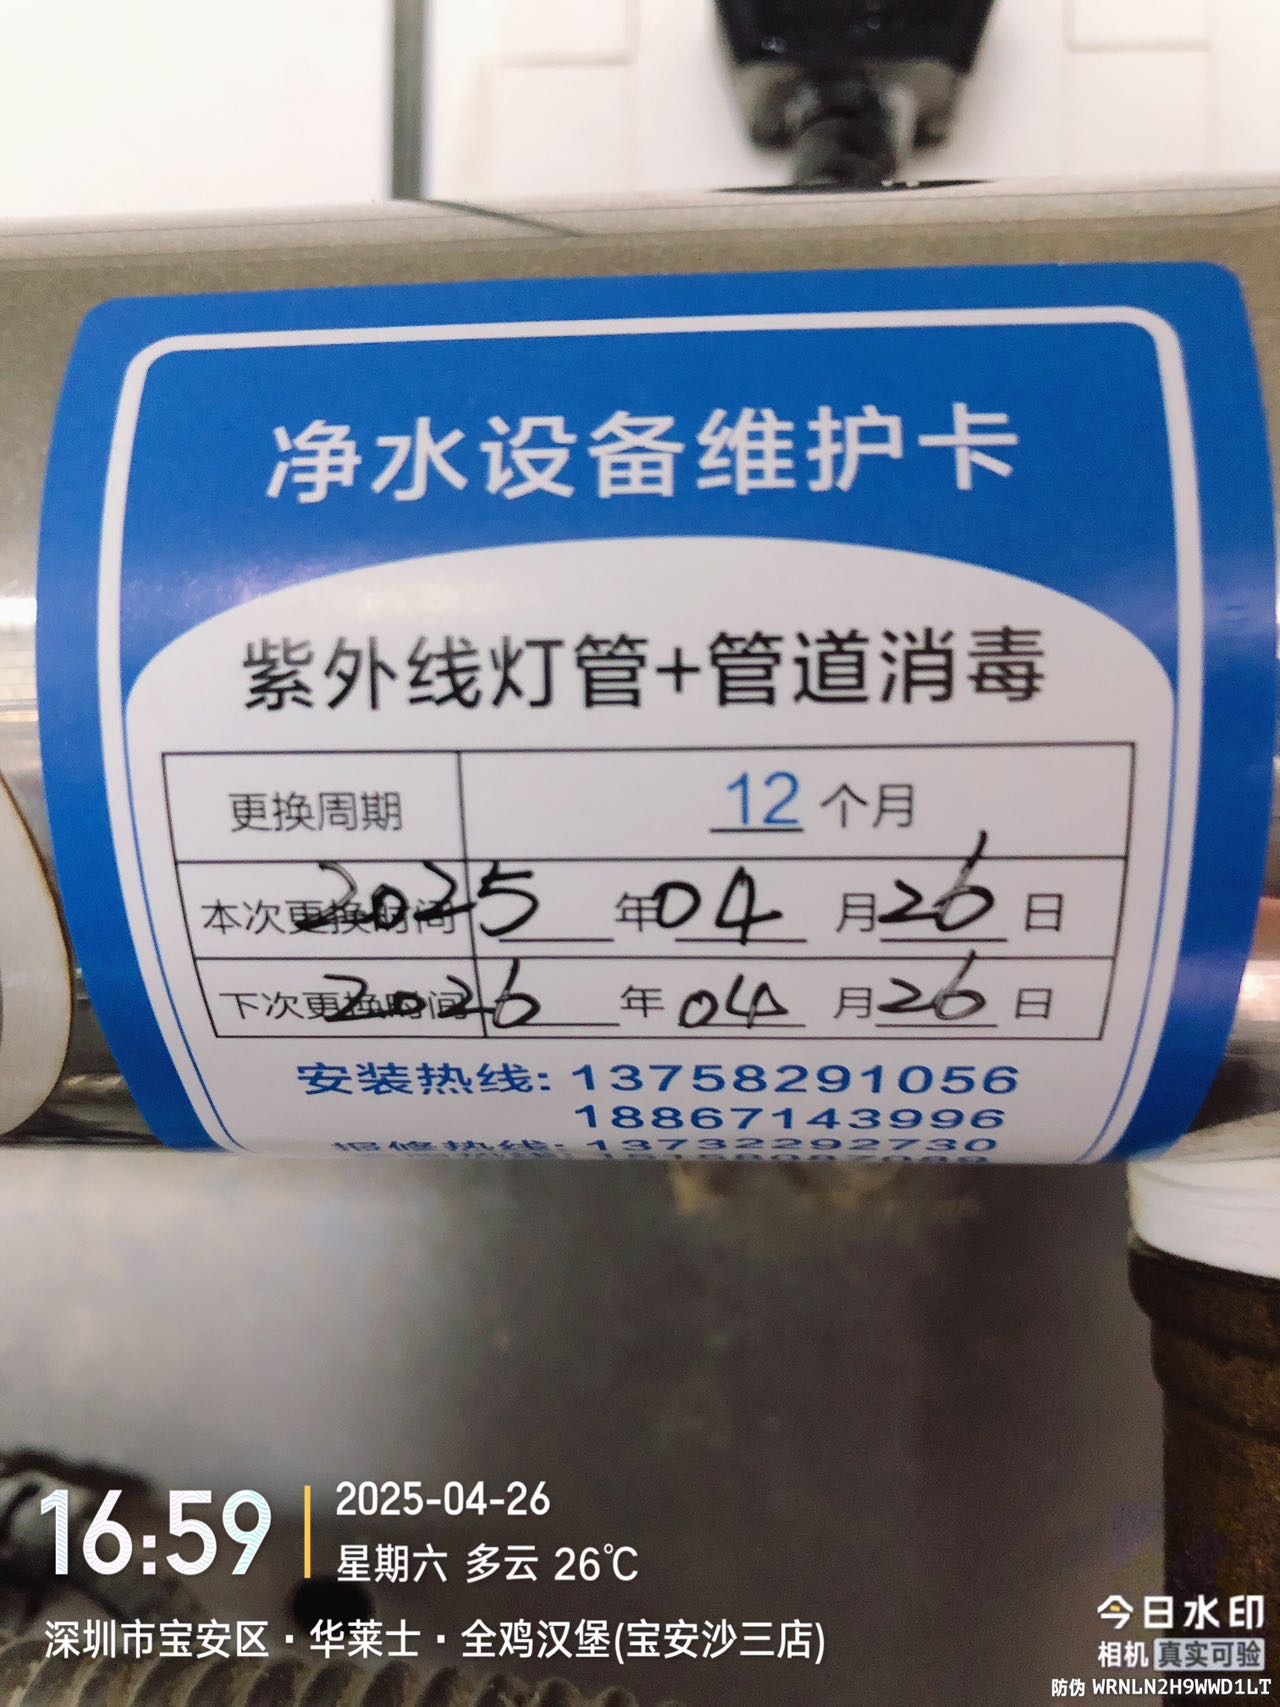 净水设备维护卡
紫外线灯管+管道消毒
更换周期 12 个月
本次更换时间 2025 年 04 月 26 日
下次更换时间 2026 年 04 月 26 日
安装热线: 13758291056
18867143996
报修热线: 13732292730
16:59
2025-04-26
星期六 多云 26℃
深圳市宝安区·华莱士·全鸡汉堡(宝安沙三店)
今日水印
相机 真实可验
防伪 WRNLN2H9WWD1LT